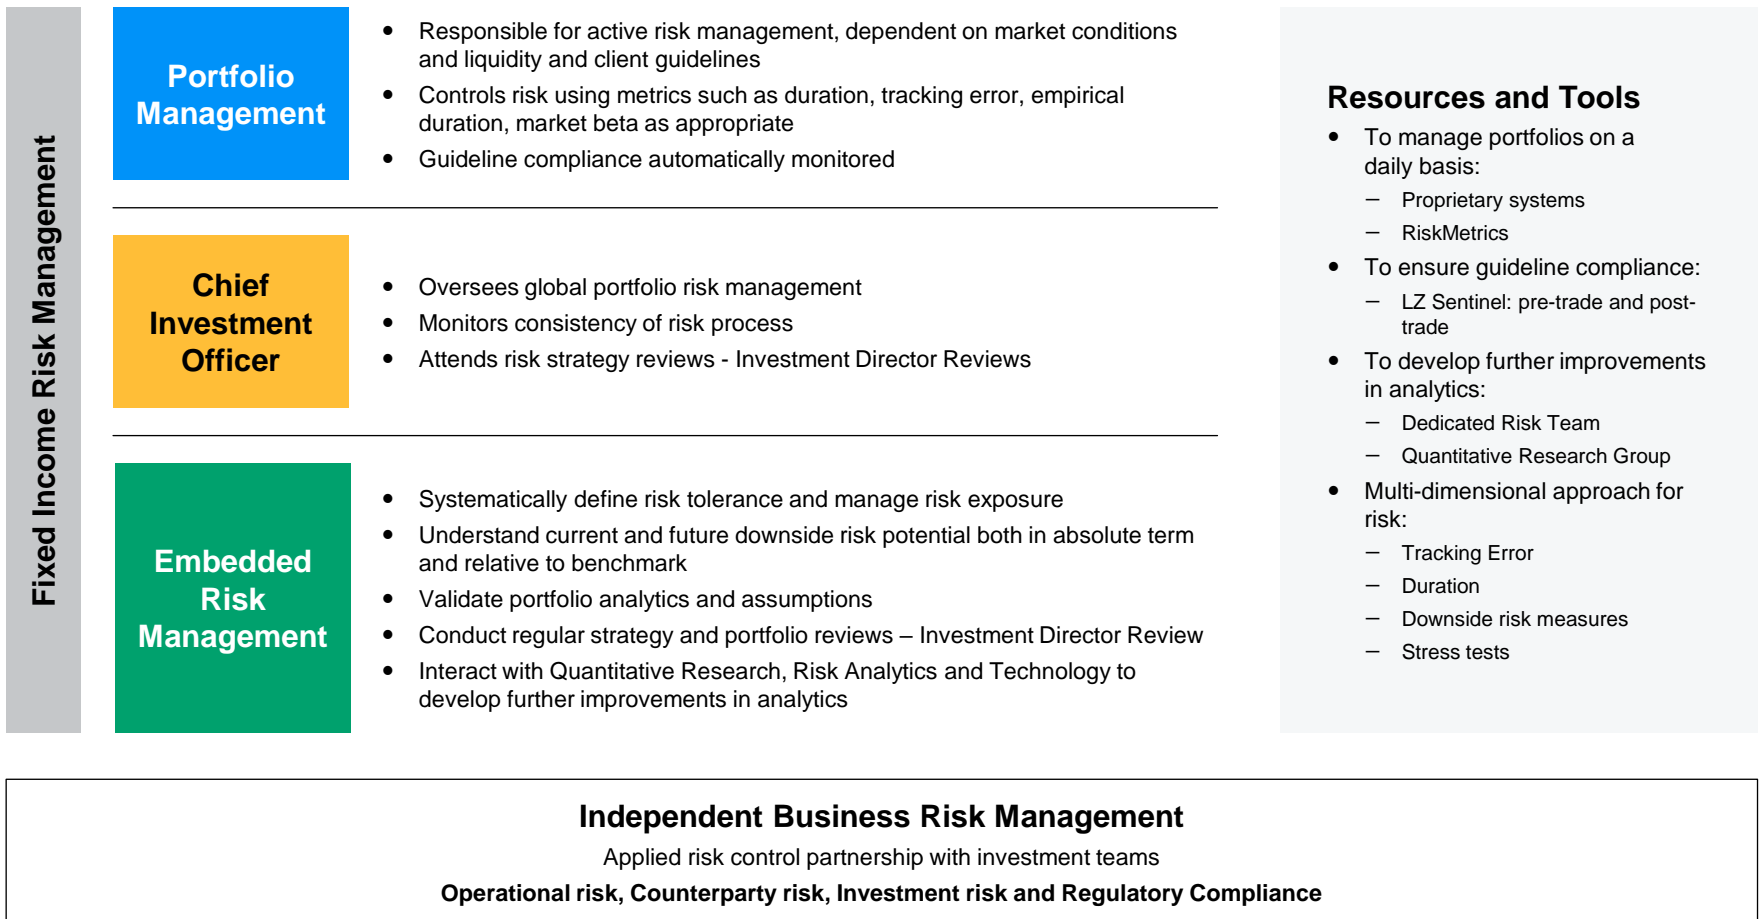 Fixed Income Risk Management
Portfolio
Management
• Responsible for active risk management, dependent on market conditions
and liquidity and client guidelines
• Controls risk using metrics such as duration, tracking error, empirical
duration, market beta as appropriate
• Guideline compliance automatically monitored
Chief
Investment
Officer
• Oversees global portfolio risk management
• Monitors consistency of risk process
• Attends risk strategy reviews - Investment Director Reviews
Embedded
Risk
Management
• Systematically define risk tolerance and manage risk exposure
• Understand current and future downside risk potential both in absolute term
and relative to benchmark
• Validate portfolio analytics and assumptions
• Conduct regular strategy and portfolio reviews – Investment Director Review
• Interact with Quantitative Research, Risk Analytics and Technology to
develop further improvements in analytics
Resources and Tools
• To manage portfolios on a
daily basis:
– Proprietary systems
– RiskMetrics
• To ensure guideline compliance:
– LZ Sentinel: pre-trade and post-
trade
• To develop further improvements
in analytics:
– Dedicated Risk Team
– Quantitative Research Group
• Multi-dimensional approach for
risk:
– Tracking Error
– Duration
– Downside risk measures
– Stress tests
Independent Business Risk Management
Applied risk control partnership with investment teams
Operational risk, Counterparty risk, Investment risk and Regulatory Compliance